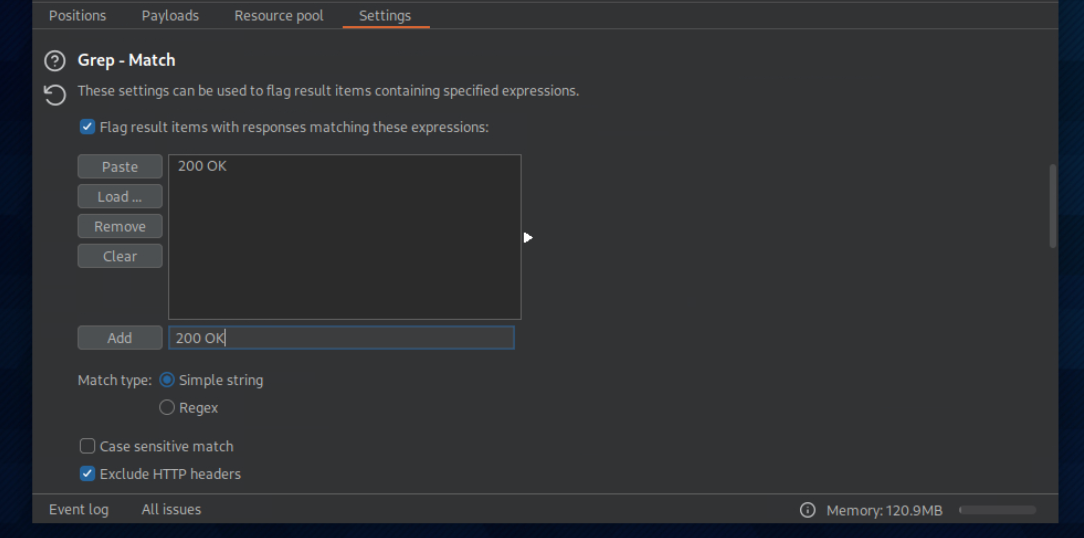 Positions Payloads Resource pool Settings
Grep - Match
These settings can be used to flag result items containing specified expressions.
Flag result items with responses matching these expressions:
Paste
200 OK
Load ...
Remove
Clear
Add
200 OK
Match type: Simple string
Regex
Case sensitive match
Exclude HTTP headers
Event log All issues Memory: 120.9MB